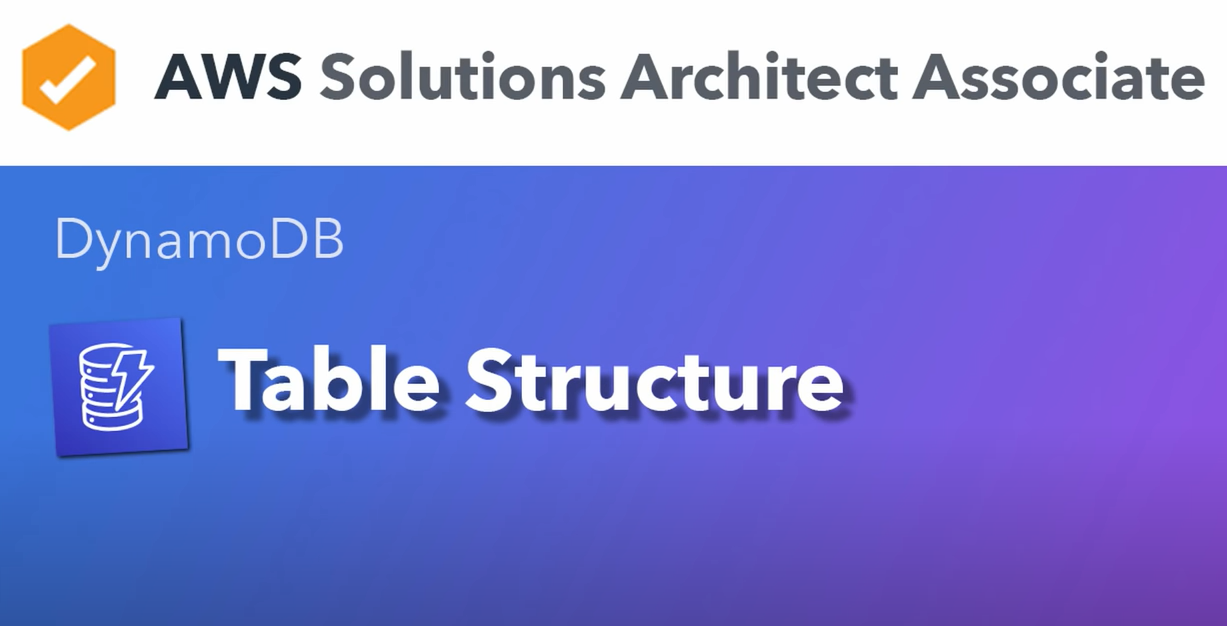 AWS Solutions Architect Associate
DynamoDB
Table Structure